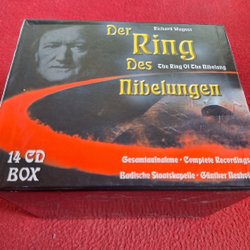 Richard Wagner
Der Ring
Des The Ring Of The Nibelung
Nibelungen
14 CD
BOX
Gesamtaufnahme · Complete Recordings
Badische Staatskapelle · Günther Neuhold